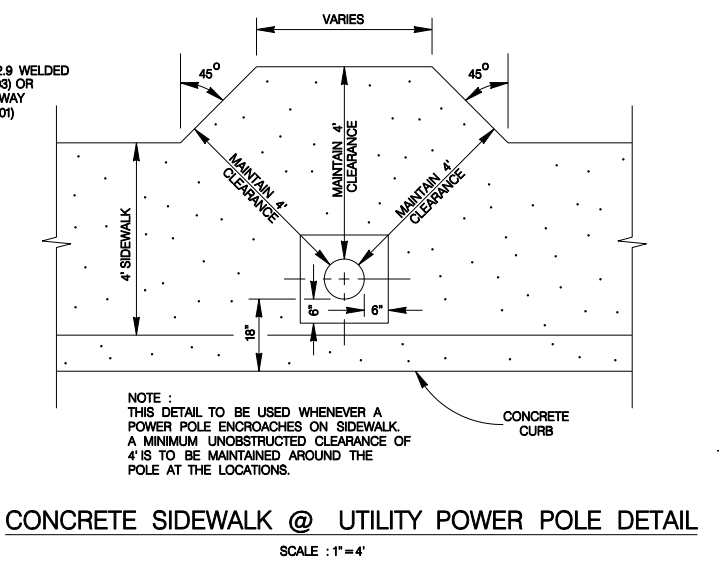 VARIES
2.9 WELDED
03) OR
WAY
01)
45°
45°
MAINTAIN 4'
CLEARANCE
MAINTAIN 4'
CLEARANCE
MAINTAIN 4'
CLEARANCE
4' SIDEWALK
6"
6"
18"
NOTE :
THIS DETAIL TO BE USED WHENEVER A
POWER POLE ENCROACHES ON SIDEWALK.
A MINIMUM UNOBSTRUCTED CLEARANCE OF
4' IS TO BE MAINTAINED AROUND THE
POLE AT THE LOCATIONS.
CONCRETE
CURB
CONCRETE SIDEWALK @ UTILITY POWER POLE DETAIL
SCALE : 1" = 4'